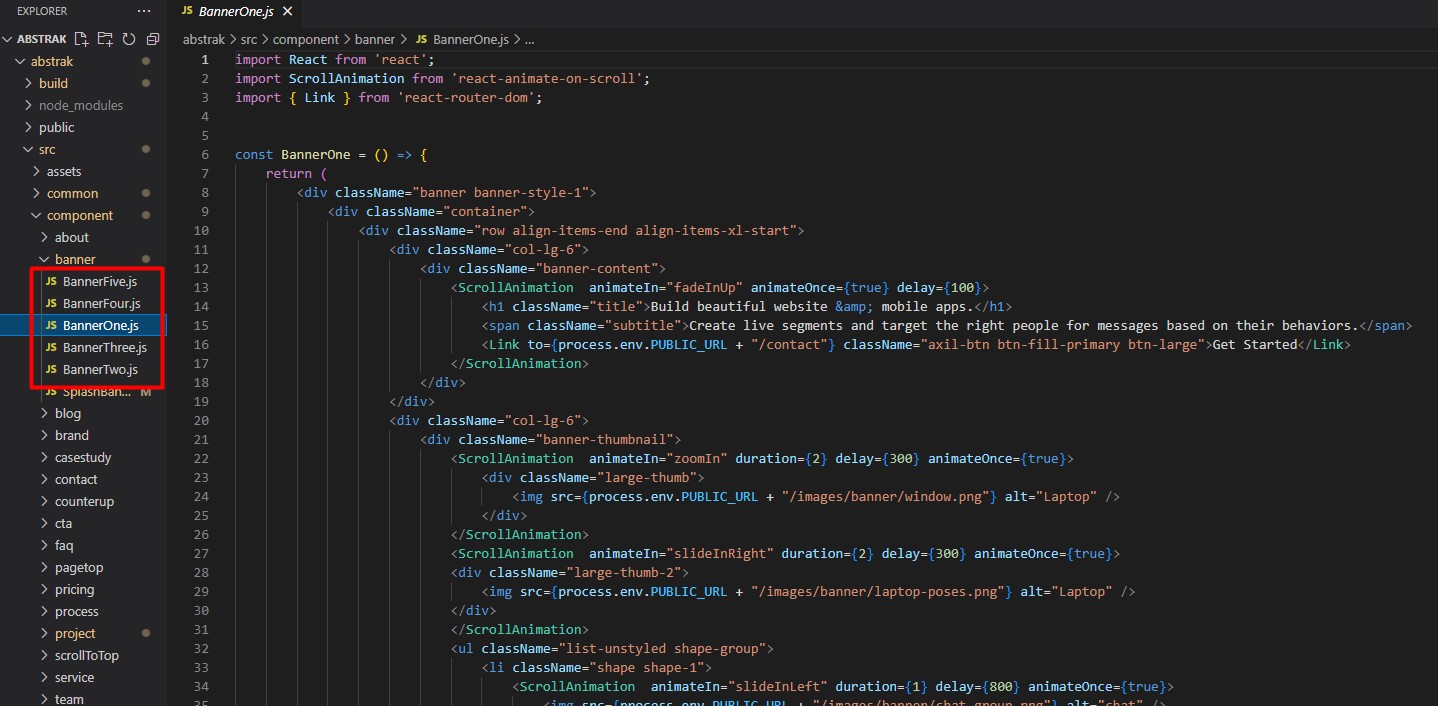 EXPLORER ...
ABSTRAK
abstrak
build
node_modules
public
src
assets
common
component
about
banner
JS BannerFive.js
JS BannerFour.js
JS BannerOne.js
JS BannerThree.js
JS BannerTwo.js
JS SplashBan... M
blog
brand
casestudy
contact
counterup
cta
faq
pagetop
pricing
process
project
scrollToTop
service
team
JS BannerOne.js
abstrak > src > component > banner > JS BannerOne.js > ...
1 import React from 'react';
2 import ScrollAnimation from 'react-animate-on-scroll';
3 import { Link } from 'react-router-dom';
4
5
6 const BannerOne = () => {
7 return (
8 <div className="banner banner-style-1">
9 <div className="container">
10 <div className="row align-items-end align-items-xl-start">
11 <div className="col-lg-6">
12 <div className="banner-content">
13 <ScrollAnimation animateIn="fadeInUp" animateOnce={true} delay={100}>
14 <h1 className="title">Build beautiful website &amp; mobile apps.</h1>
15 <span className="subtitle">Create live segments and target the right people for messages based on their behaviors.</span>
16 <Link to={process.env.PUBLIC_URL + "/contact"} className="axil-btn btn-fill-primary btn-large">Get Started</Link>
17 </ScrollAnimation>
18 </div>
19 </div>
20 <div className="col-lg-6">
21 <div className="banner-thumbnail">
22 <ScrollAnimation animateIn="zoomIn" duration={2} delay={300} animateOnce={true}>
23 <div className="large-thumb">
24 <img src={process.env.PUBLIC_URL + "/images/banner/window.png"} alt="Laptop" />
25 </div>
26 </ScrollAnimation>
27 <ScrollAnimation animateIn="slideInRight" duration={2} delay={300} animateOnce={true}>
28 <div className="large-thumb-2">
29 <img src={process.env.PUBLIC_URL + "/images/banner/laptop-poses.png"} alt="Laptop" />
30 </div>
31 </ScrollAnimation>
32 <ul className="list-unstyled shape-group">
33 <li className="shape shape-1">
34 <ScrollAnimation animateIn="slideInLeft" duration={1} delay={800} animateOnce={true}>
35 <img src={process.env.PUBLIC_URL + "/images/banner/chat-group.png"} alt="chat" />